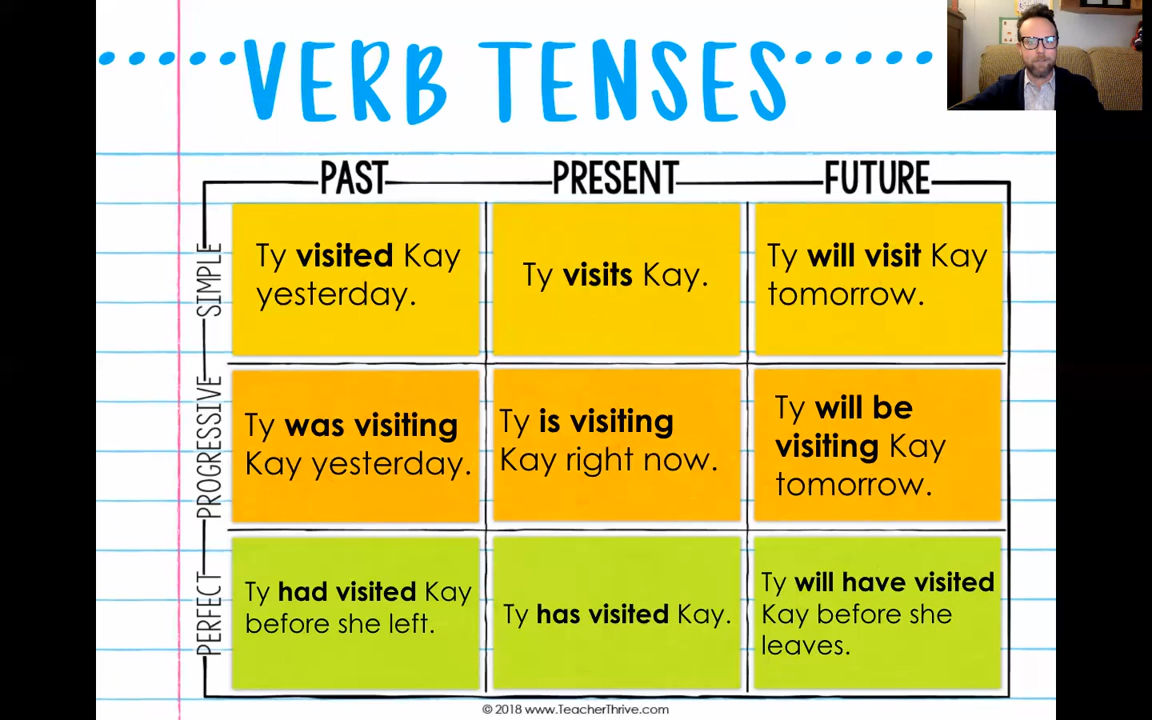 VERB TENSES
PAST PRESENT FUTURE
SIMPLE
Ty visited Kay
yesterday.
Ty visits Kay.
Ty will visit Kay
tomorrow.
PROGRESSIVE
Ty was visiting
Kay yesterday.
Ty is visiting
Kay right now.
Ty will be
visiting Kay
tomorrow.
PERFECT
Ty had visited Kay
before she left.
Ty has visited Kay.
Ty will have visited
Kay before she
leaves.
© 2018 www.TeacherThrive.com